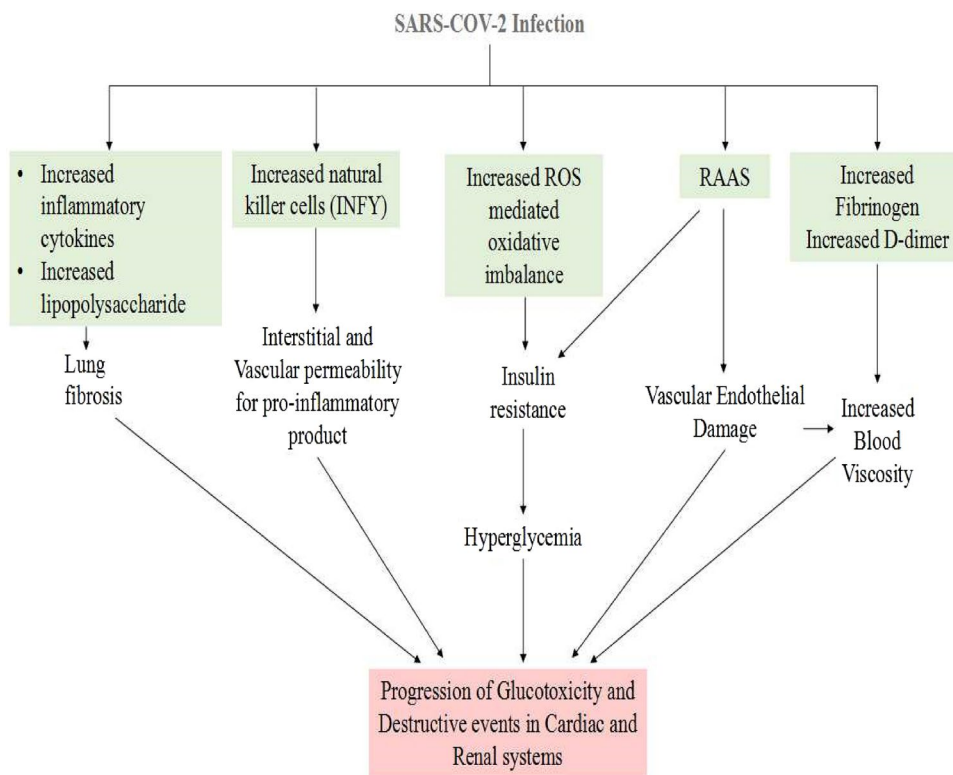 SARS-COV-2 Infection
• Increased
inflammatory
cytokines
• Increased
lipopolysaccharide
Increased natural
killer cells (INFY)
Increased ROS
mediated
oxidative
imbalance
RAAS
Increased
Fibrinogen
Increased D-dimer
Lung
fibrosis
Interstitial and
Vascular permeability
for pro-inflammatory
product
Insulin
resistance
Vascular Endothelial
Damage
Increased
Blood
Viscosity
Hyperglycemia
Progression of Glucotoxicity and
Destructive events in Cardiac and
Renal systems